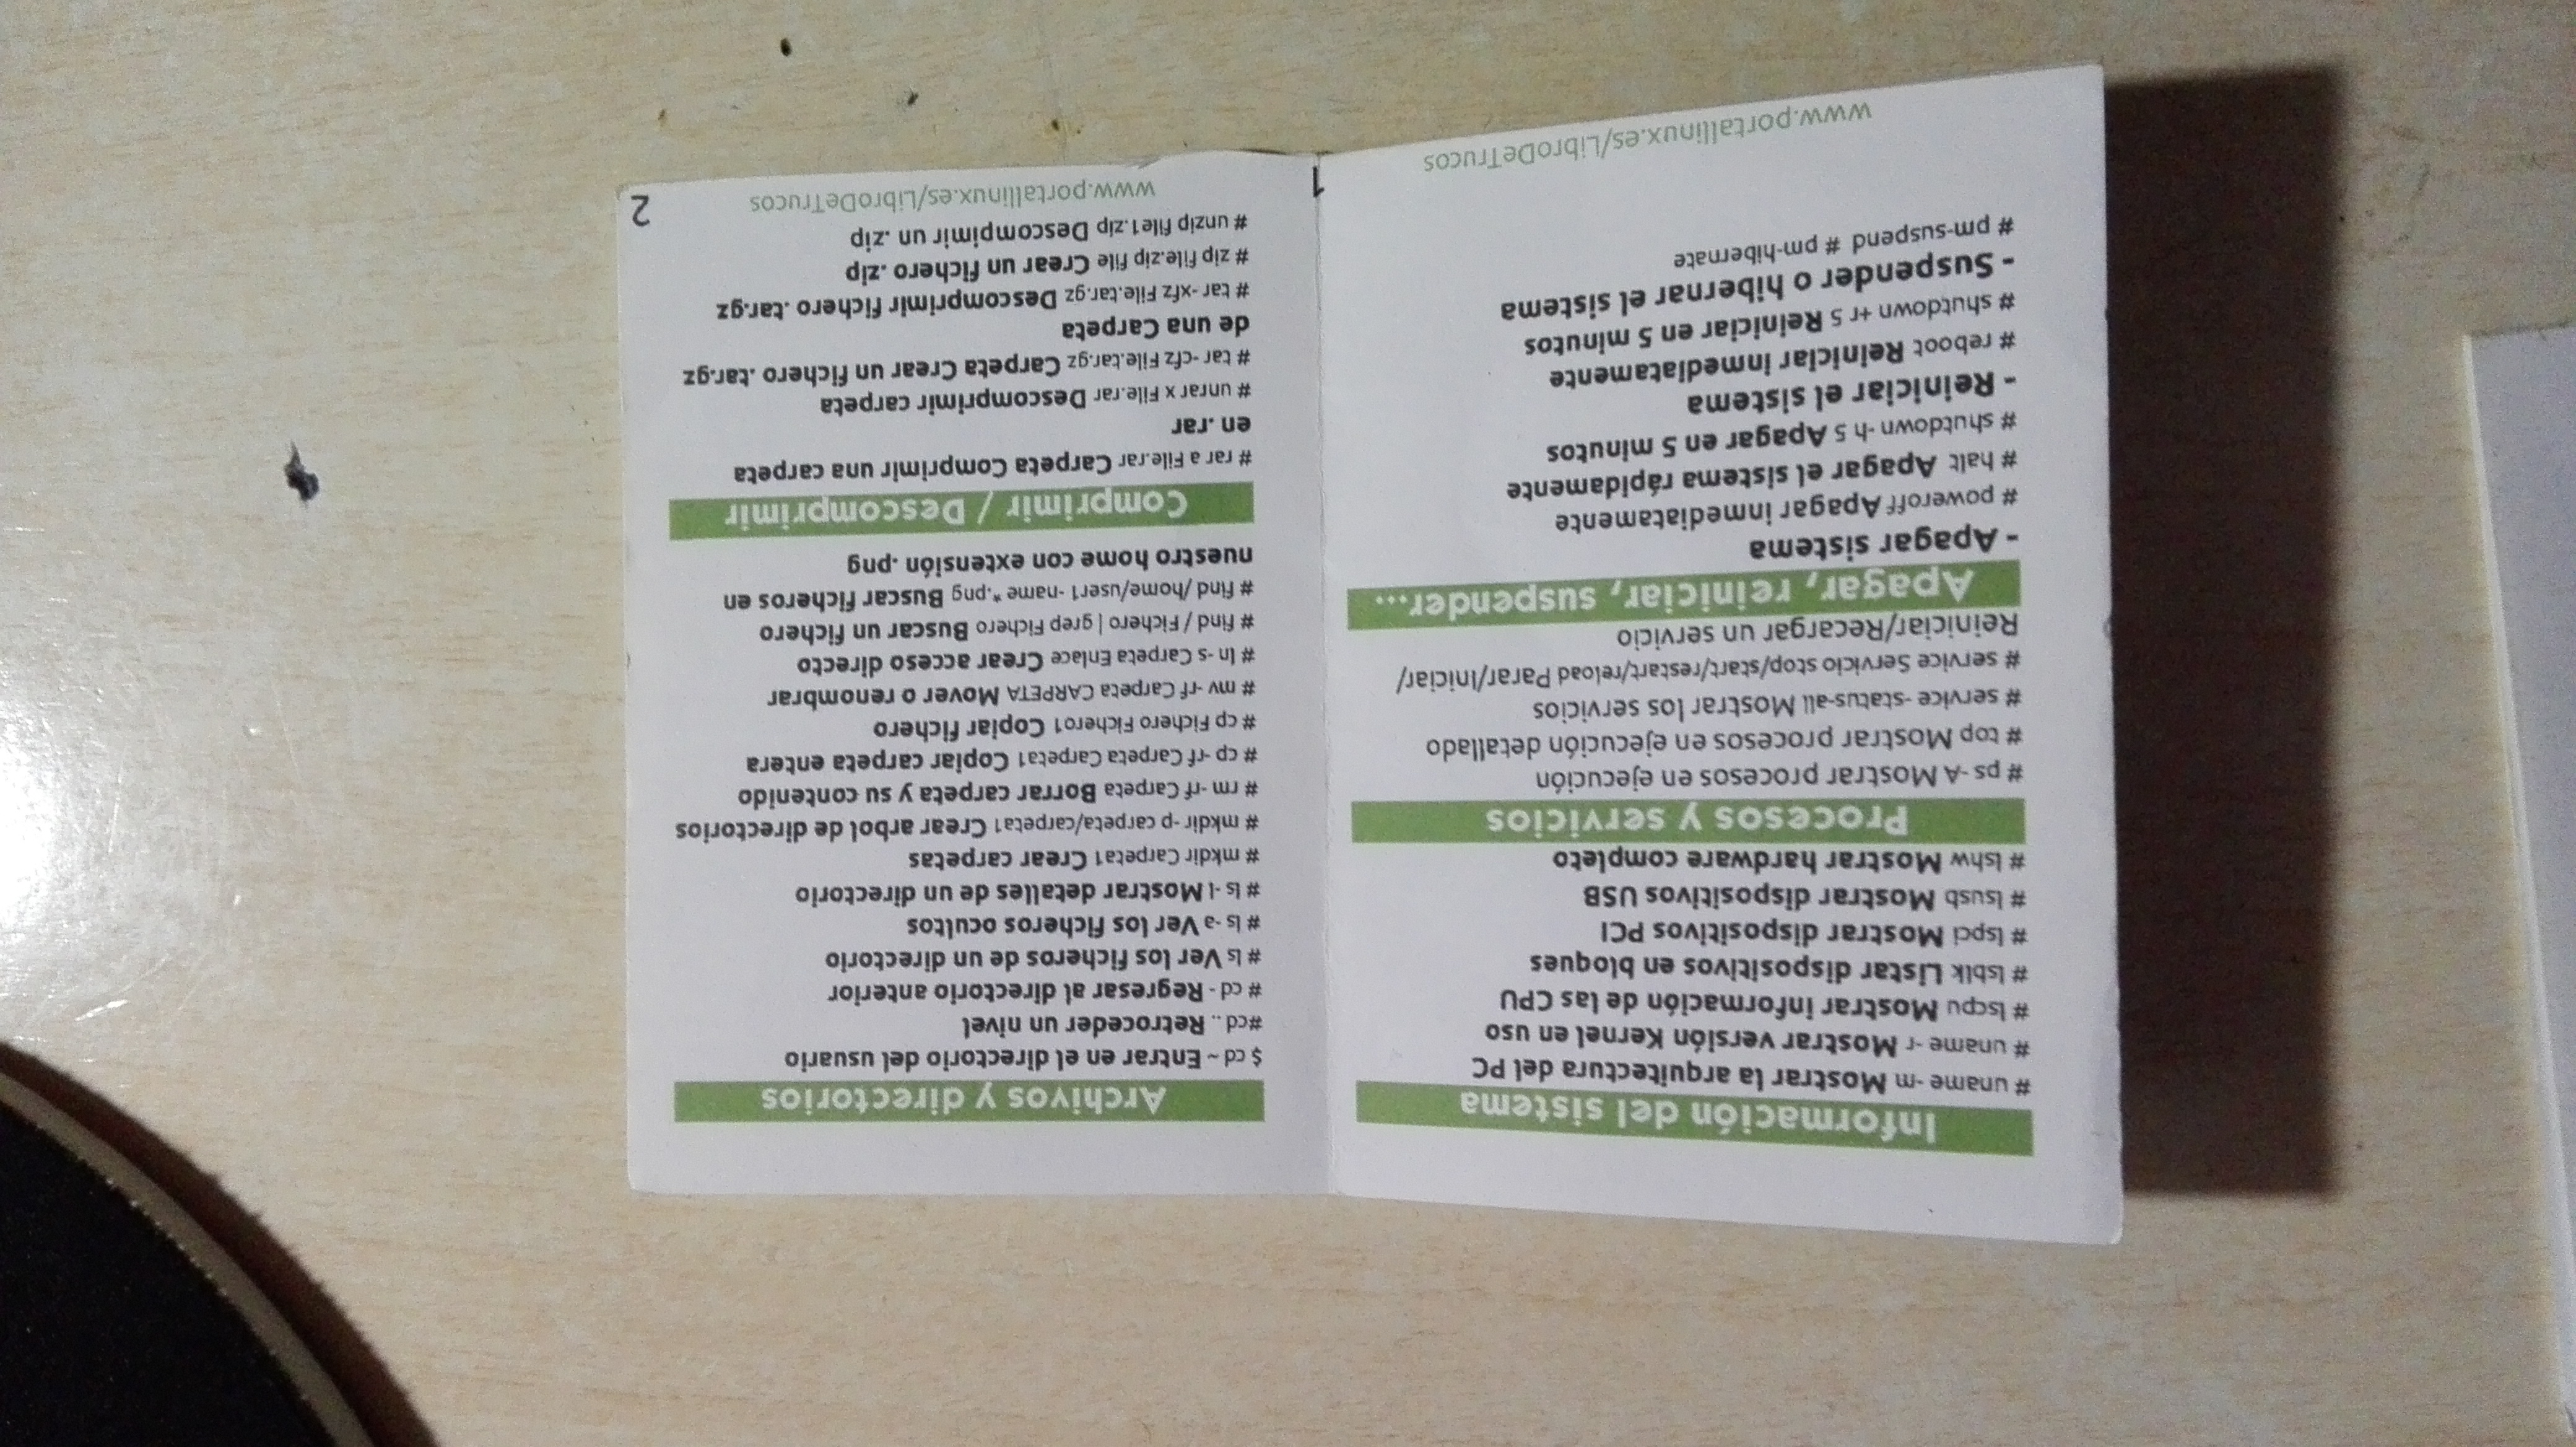 Información del sistema
# uname -m Mostrar la arquitectura del PC
# uname -r Mostrar versión Kernel en uso
# lscpu Mostrar información de las CPU
# lsblk Listar dispositivos en bloques
# lspci Mostrar dispositivos PCI
# lsusb Mostrar dispositivos USB
# lshw Mostrar hardware completo
Procesos y servicios
# ps -A Mostrar procesos en ejecución
# top Mostrar procesos en ejecución detallado
# service -status-all Mostrar los servicios
# service Servicio stop/start/restart/reload Parar/Iniciar/
Reiniciar/Recargar un servicio
Apagar, reiniciar, suspender...
- Apagar sistema
# poweroff Apagar inmediatamente
# halt Apagar el sistema rápidamente
# shutdown -h 5 Apagar en 5 minutos
- Reiniciar el sistema
# reboot Reiniciar inmediatamente
# shutdown +r 5 Reiniciar en 5 minutos
- Suspender o hibernar el sistema
# pm-suspend # pm-hibernate
www.portallinux.es/LibroDeTrucos
1
Archivos y directorios
$ cd ~ Entrar en el directorio del usuario
#cd .. Retroceder un nivel
# cd - Regresar al directorio anterior
# ls Ver los ficheros de un directorio
# ls -a Ver los ficheros ocultos
# ls -l Mostrar detalles de un directorio
# mkdir Carpeta1 Crear carpetas
# mkdir -p carpeta/carpeta1 Crear arbol de directorios
# rm -rf Carpeta Borrar carpeta y su contenido
# cp -rf Carpeta Carpeta1 Copiar carpeta entera
# cp Fichero Fichero1 Copiar fichero
# mv -rf Carpeta CARPETA Mover o renombrar
# ln -s Carpeta Enlace Crear acceso directo
# find / Fichero | grep Fichero Buscar un fichero
# find /home/user1 -name *.png Buscar ficheros en
nuestro home con extensión .png
Comprimir / Descomprimir
# rar a File.rar Carpeta Comprimir una carpeta
en .rar
# unrar x File.rar Descomprimir carpeta
# tar -cfz File.tar.gz Carpeta Crear un fichero .tar.gz
de una Carpeta
# tar -xfz File.tar.gz Descomprimir fichero .tar.gz
# zip file.zip file Crear un fichero .zip
# unzip file1.zip Descompimir un .zip
www.portallinux.es/LibroDeTrucos
2